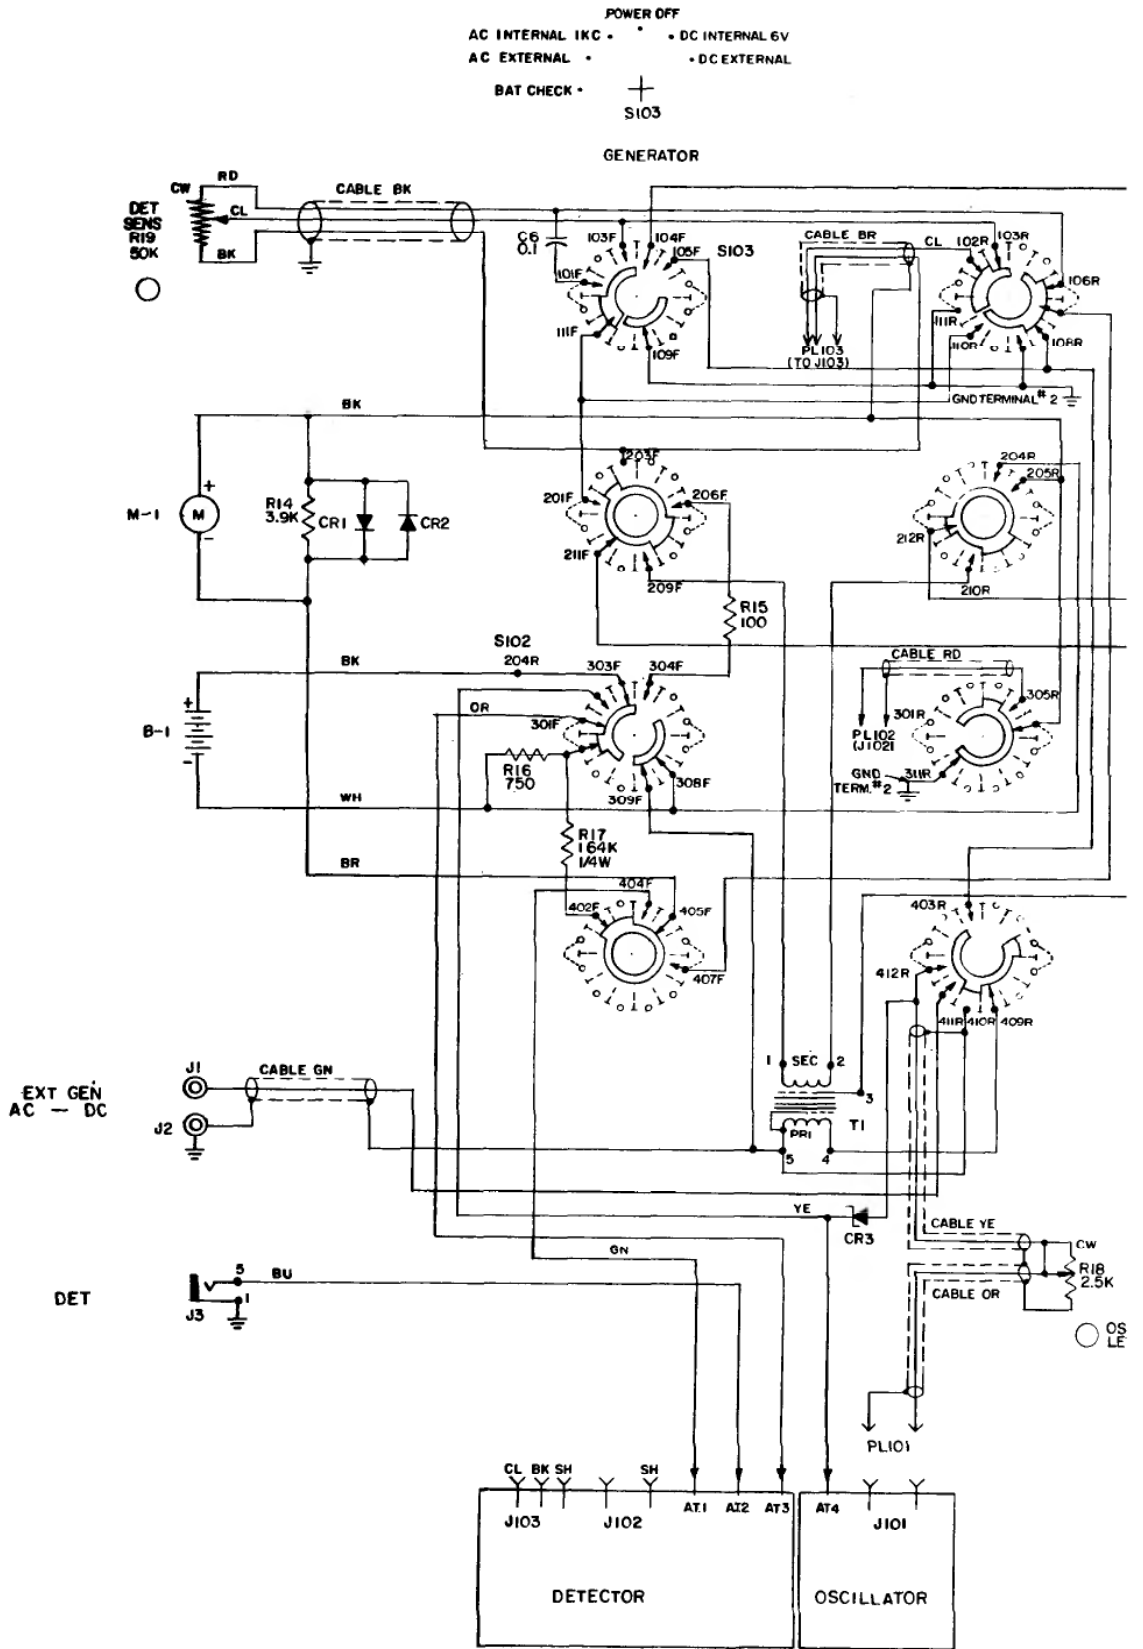 POWER OFF
AC INTERNAL 1KC • • DC INTERNAL 6V
AC EXTERNAL • • DC EXTERNAL
BAT CHECK •
S103
GENERATOR
CW
RD
CABLE BK
DET
SENS
R19
50K
CL
BK
C6
0.1
103F
104F
105F
S103
101F
111F
109F
CABLE BR
CL
102R
103R
106R
111R
110R
108R
PL103
(TO J103)
GND TERMINAL #2
BK
M-1
+
M
-
R14
3.9K
CR1
CR2
203F
201F
206F
211F
209F
204R
205R
212R
210R
R15
100
S102
204R
BK
303F
304F
OR
301F
B-1
+
-
R16
750
308F
309F
WH
CABLE RD
305R
301R
PL102
(J102)
GND
TERM.#2
311R
R17
1.64K
1/4W
BR
404F
402F
405F
407F
403R
412R
411R
410R
409R
1 SEC 2
3
T1
PRI
5
4
EXT GEN
AC — DC
J1
J2
CABLE GN
YE
CR3
CABLE YE
CW
R18
2.5K
CABLE OR
OS
LE
GN
DET
J3
5
1
BU
PL101
CL BK SH
SH
J103
J102
AT1
AT2
AT3
AT4
J101
DETECTOR
OSCILLATOR